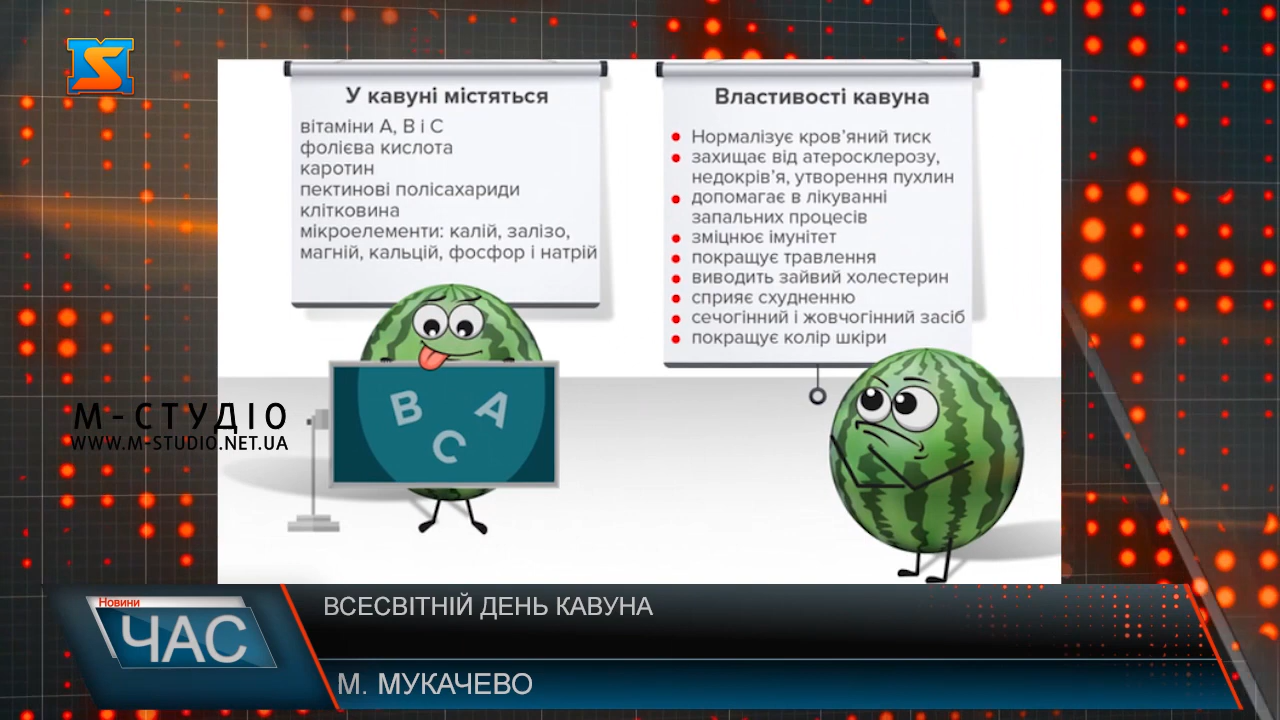 У кавуні містяться
вітаміни А, В і С
фолієва кислота
каротин
пектинові полісахариди
клітковина
мікроелементи: калій, залізо,
магній, кальцій, фосфор і натрій
Властивості кавуна
Нормалізує кров’яний тиск
захищає від атеросклерозу,
недокрів’я, утворення пухлин
допомагає в лікуванні
запальних процесів
зміцнює імунітет
покращує травлення
виводить зайвий холестерин
сприяє схудненню
сечогінний і жовчогінний засіб
покращує колір шкіри
В А
С
М-СТУДІО
WWW.M-STUDIO.NET.UA
Новини
ЧАС
ВСЕСВІТНІЙ ДЕНЬ КАВУНА
М. МУКАЧЕВО